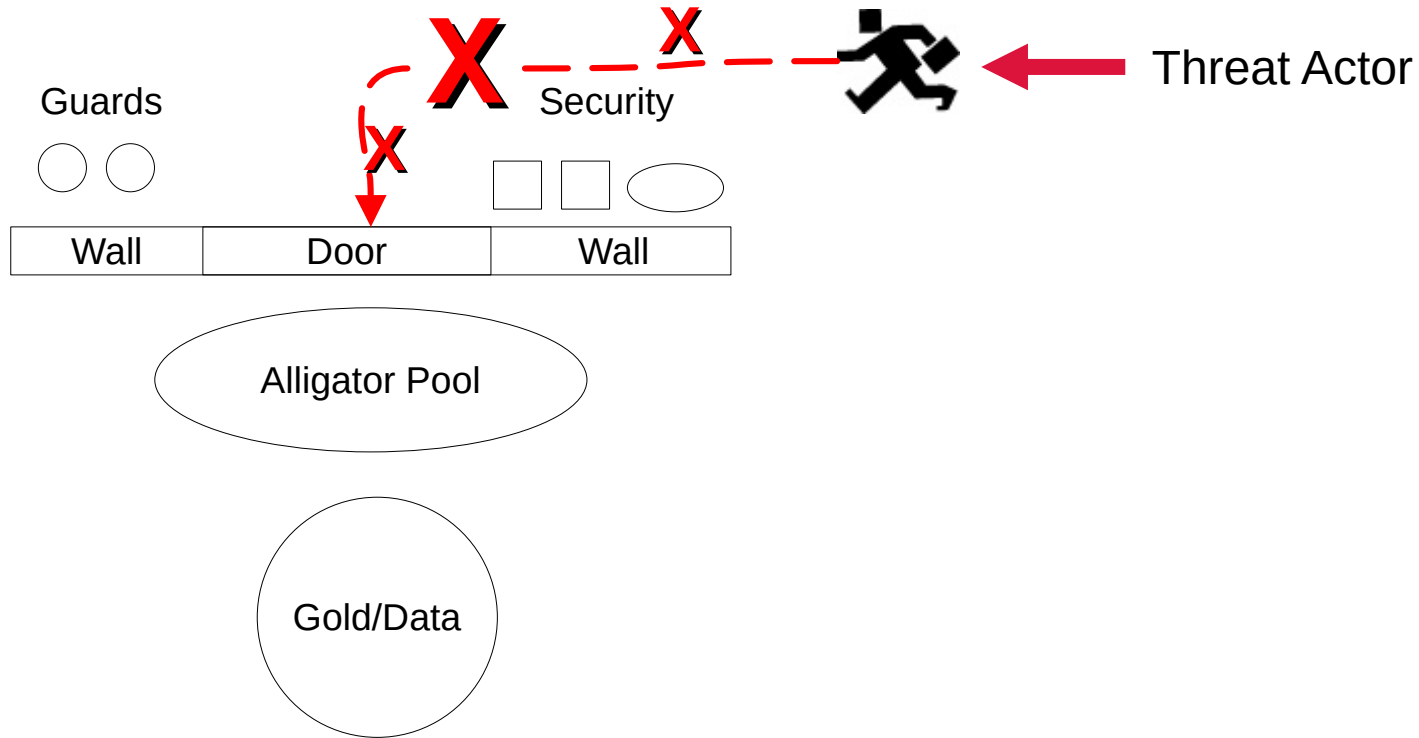 X
X
Threat Actor
Guards
Security
X
Wall
Door
Wall
Alligator Pool
Gold/Data